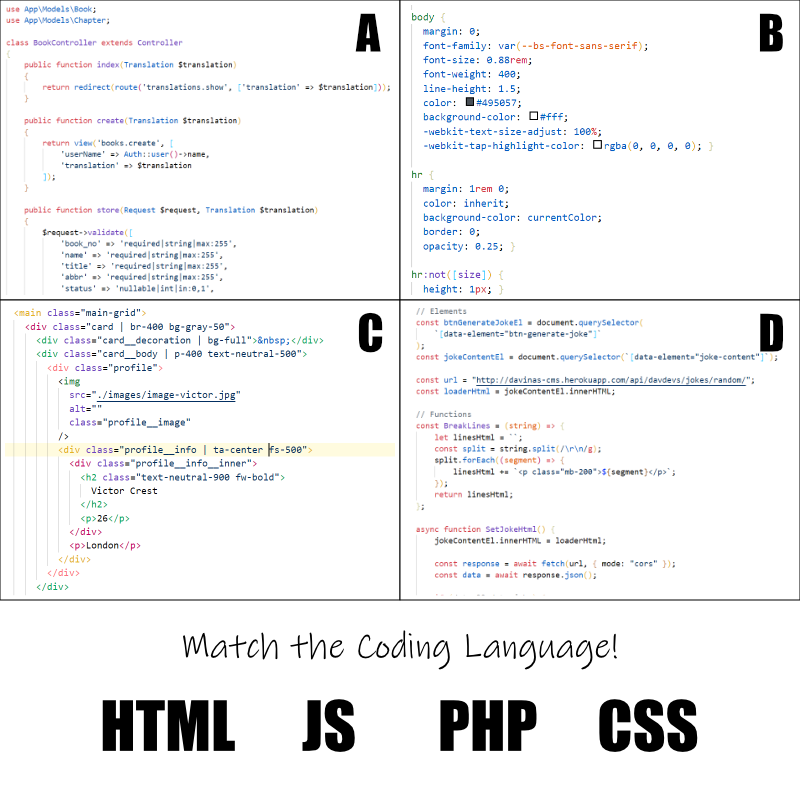 use App\Models\Book;
use App\Models\Chapter;
A
class BookController extends Controller
{
public function index(Translation $translation)
{
return redirect(route('translations.show', ['translation' => $translation]));
}
public function create(Translation $translation)
{
return view('books.create', [
'userName' => Auth::user()->name,
'translation' => $translation
]);
}
public function store(Request $request, Translation $translation)
{
$request->validate([
'book_no' => 'required|string|max:255',
'name' => 'required|string|max:255',
'title' => 'required|string|max:255',
'abbr' => 'required|string|max:255',
'status' => 'nullable|int|in:0,1',
B
body {
margin: 0;
font-family: var(--bs-font-sans-serif);
font-size: 0.88rem;
font-weight: 400;
line-height: 1.5;
color: #495057;
background-color: #fff;
-webkit-text-size-adjust: 100%;
-webkit-tap-highlight-color: rgba(0, 0, 0, 0); }
hr {
margin: 1rem 0;
color: inherit;
background-color: currentColor;
border: 0;
opacity: 0.25; }
hr:not([size]) {
height: 1px; }
C
<main class="main-grid">
<div class="card | br-400 bg-gray-50">
<div class="card__decoration | bg-full">&nbsp;</div>
<div class="card__body | p-400 text-neutral-500">
<div class="profile">
<img
src="./images/image-victor.jpg"
alt=""
class="profile__image"
/>
<div class="profile__info | ta-center fs-500">
<div class="profile__info__inner">
<h2 class="text-neutral-900 fw-bold">
Victor Crest
</h2>
<p>26</p>
</div>
<p>London</p>
</div>
</div>
</div>
D
// Elements
const btnGenerateJokeEl = document.querySelector(
`[data-element="btn-generate-joke"]`
);
const jokeContentEl = document.querySelector(`[data-element="joke-content"]`);
const url = "http://davinas-cms.herokuapp.com/api/davdevs/jokes/random/";
const loaderHtml = jokeContentEl.innerHTML;
// Functions
const BreakLines = (string) => {
let linesHtml = ``;
const split = string.split(/\r\n/g);
split.forEach((segment) => {
linesHtml += `<p class="mb-200">${segment}</p>`;
});
return linesHtml;
};
async function SetJokeHtml() {
jokeContentEl.innerHTML = loaderHtml;
const response = await fetch(url, { mode: "cors" });
const data = await response.json();
Match the Coding Language!
HTML JS PHP CSS